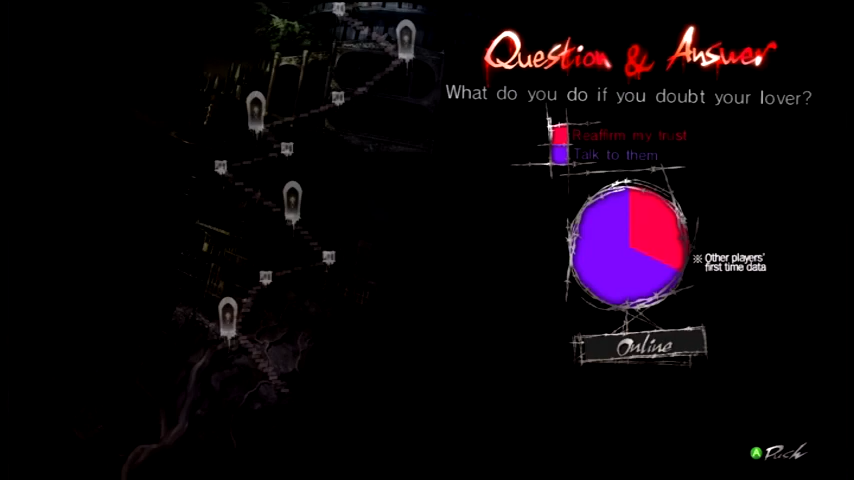 Question & Answer
What do you do if you doubt your lover?
Reaffirm my trust
Talk to them
※ Other players'
first time data
Online
A Push